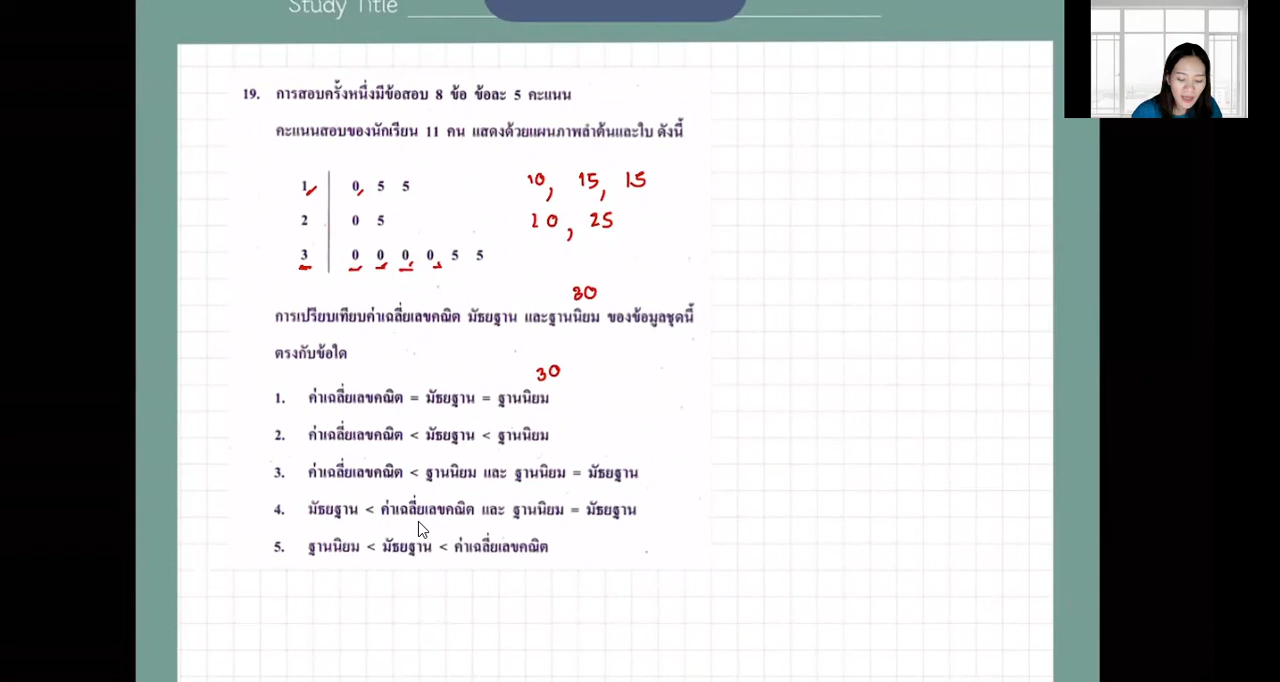 Study Title
19. การสอบครั้งหนึ่งมีข้อสอบ 8 ข้อ ข้อละ 5 คะแนน
คะแนนสอบของนักเรียน 11 คน แสดงด้วยแผนภาพลำต้นและใบ ดังนี้
1 0 5 5 10, 15, 15
2 0 5 20, 25
3 0 0 0 0 5 5
30
การเปรียบเทียบค่าเฉลี่ยเลขคณิต มัธยฐาน และฐานนิยม ของข้อมูลชุดนี้
ตรงกับข้อใด
30
1. ค่าเฉลี่ยเลขคณิต = มัธยฐาน = ฐานนิยม
2. ค่าเฉลี่ยเลขคณิต < มัธยฐาน < ฐานนิยม
3. ค่าเฉลี่ยเลขคณิต < ฐานนิยม และ ฐานนิยม = มัธยฐาน
4. มัธยฐาน < ค่าเฉลี่ยเลขคณิต และ ฐานนิยม = มัธยฐาน
5. ฐานนิยม < มัธยฐาน < ค่าเฉลี่ยเลขคณิต